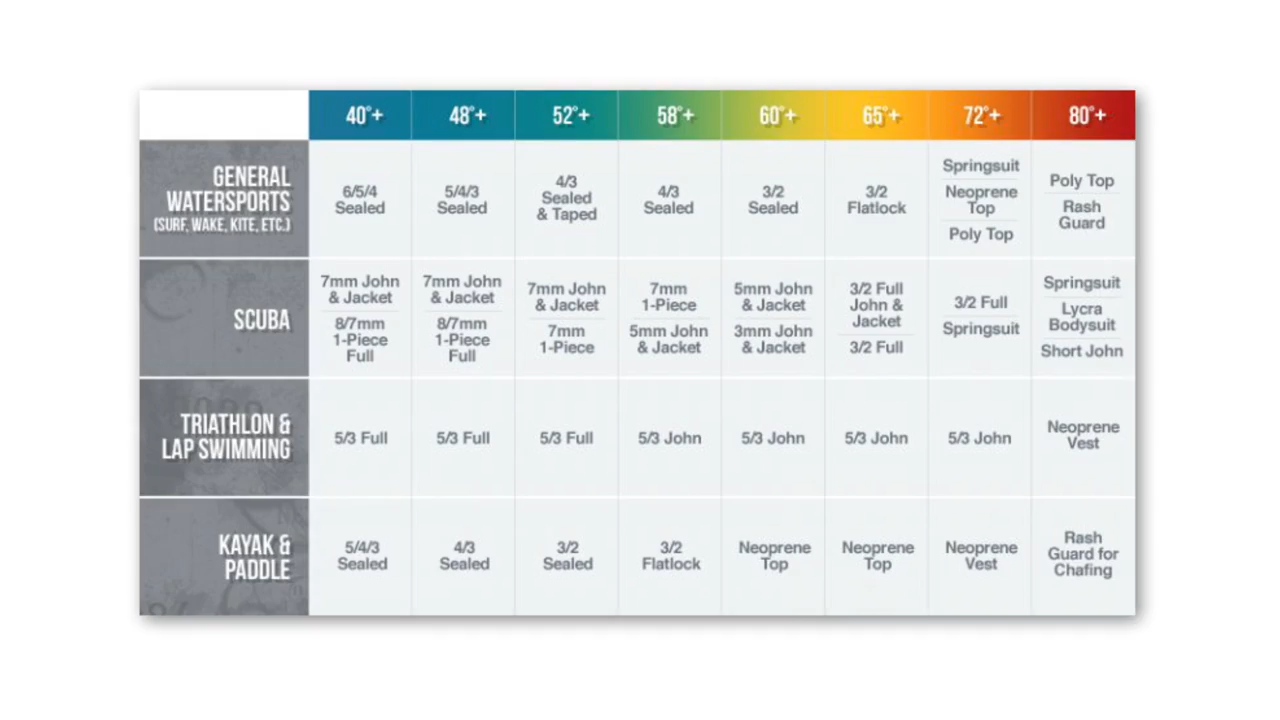 40°+ 48°+ 52°+ 58°+ 60°+ 65°+ 72°+ 80°+
GENERAL
WATERSPORTS
(SURF, WAKE, KITE, ETC.)
6/5/4
Sealed
5/4/3
Sealed
4/3
Sealed
& Taped
4/3
Sealed
3/2
Sealed
3/2
Flatlock
Springsuit
Neoprene
Top
Poly Top
Poly Top
Rash
Guard
SCUBA
7mm John
& Jacket
8/7mm
1-Piece
Full
7mm John
& Jacket
8/7mm
1-Piece
Full
7mm John
& Jacket
7mm
1-Piece
7mm
1-Piece
5mm John
& Jacket
5mm John
& Jacket
3mm John
& Jacket
3/2 Full
John &
Jacket
3/2 Full
3/2 Full
Springsuit
Springsuit
Lycra
Bodysuit
Short John
TRIATHLON &
LAP SWIMMING
5/3 Full
5/3 Full
5/3 Full
5/3 John
5/3 John
5/3 John
5/3 John
Neoprene
Vest
KAYAK &
PADDLE
5/4/3
Sealed
4/3
Sealed
3/2
Sealed
3/2
Flatlock
Neoprene
Top
Neoprene
Top
Neoprene
Vest
Rash
Guard for
Chafing